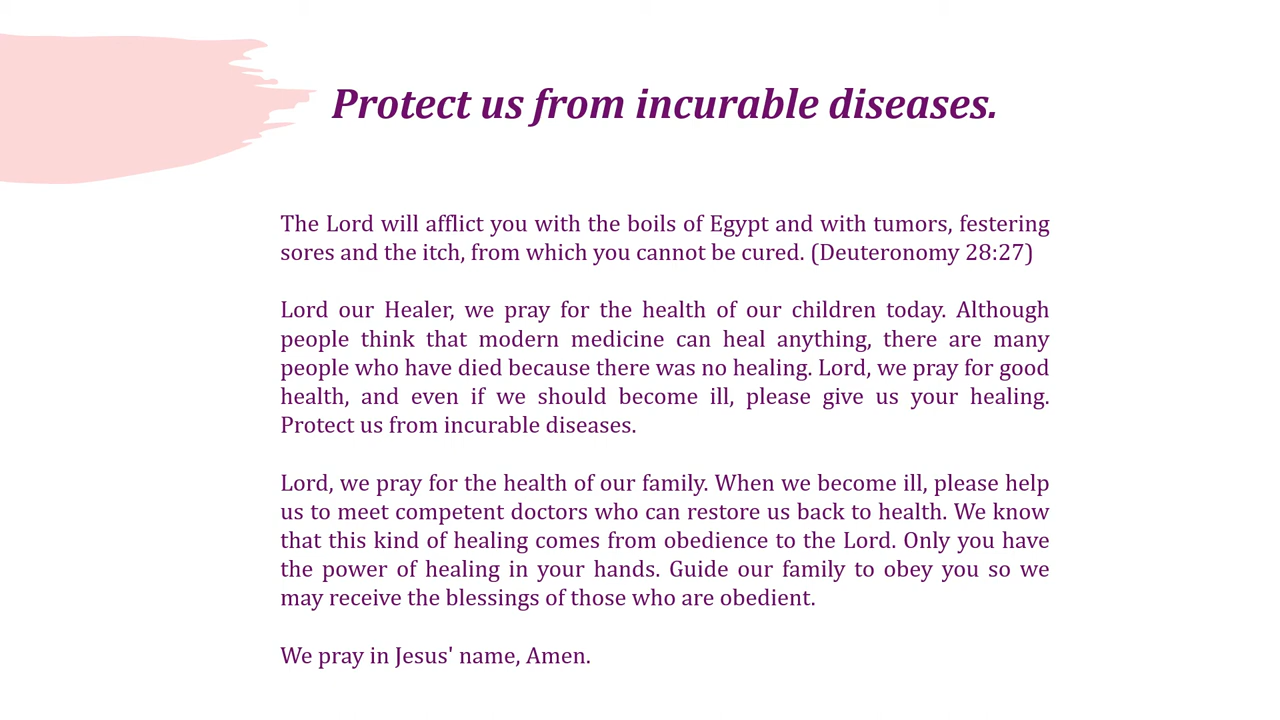 Protect us from incurable diseases.
The Lord will afflict you with the boils of Egypt and with tumors, festering
sores and the itch, from which you cannot be cured. (Deuteronomy 28:27)
Lord our Healer, we pray for the health of our children today. Although
people think that modern medicine can heal anything, there are many
people who have died because there was no healing. Lord, we pray for good
health, and even if we should become ill, please give us your healing.
Protect us from incurable diseases.
Lord, we pray for the health of our family. When we become ill, please help
us to meet competent doctors who can restore us back to health. We know
that this kind of healing comes from obedience to the Lord. Only you have
the power of healing in your hands. Guide our family to obey you so we
may receive the blessings of those who are obedient.
We pray in Jesus' name, Amen.